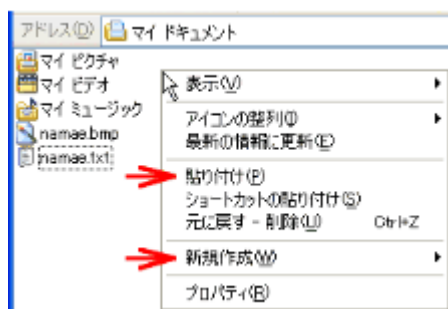 アドレス(D) マイ ドキュメント
マイ ピクチャ
マイ ビデオ
マイ ミュージック
namae.bmp
namae.txt
表示(V)
アイコンの整列(I)
最新の情報に更新(E)
貼り付け(P)
ショートカットの貼り付け(S)
元に戻す - 削除(U) Ctrl+Z
新規作成(W)
プロパティ(R)